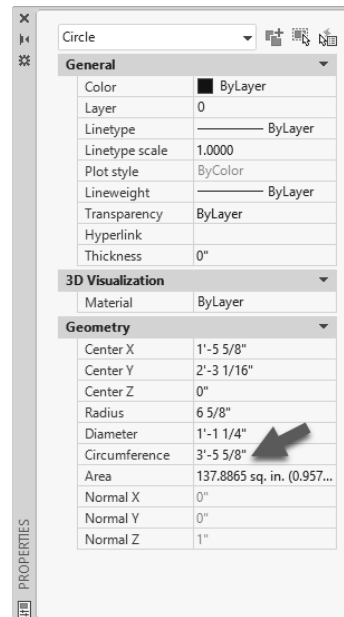 Circle
General
Color ByLayer
Layer 0
Linetype ByLayer
Linetype scale 1.0000
Plot style ByColor
Lineweight ByLayer
Transparency ByLayer
Hyperlink
Thickness 0"
3D Visualization
Material ByLayer
Geometry
Center X 1'-5 5/8"
Center Y 2'-3 1/16"
Center Z 0"
Radius 6 5/8"
Diameter 1'-1 1/4"
Circumference 3'-5 5/8"
Area 137.8865 sq. in. (0.957...
Normal X 0"
Normal Y 0"
Normal Z 1"
PROPERTIES